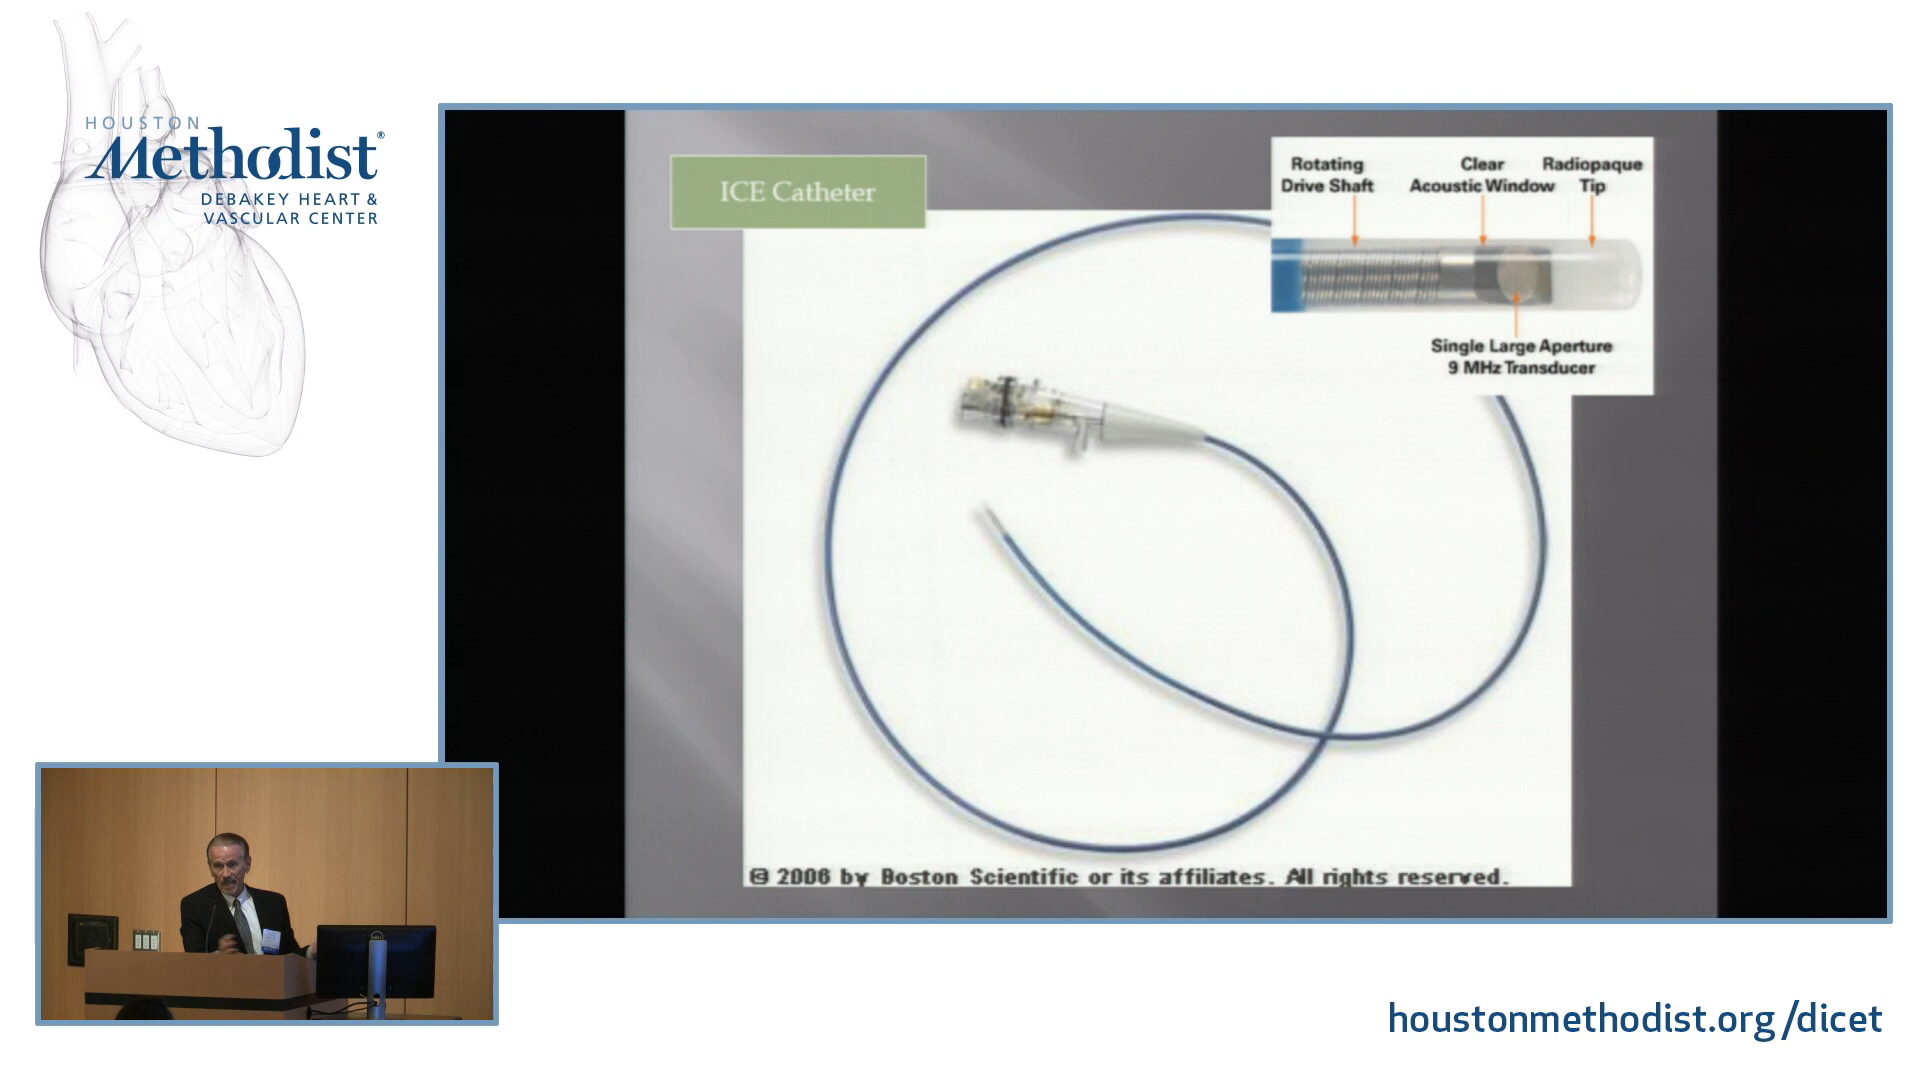 HOUSTON
Methodist®
DEBAKEY HEART &
VASCULAR CENTER
ICE Catheter
Rotating
Drive Shaft
Clear
Acoustic Window
Radiopaque
Tip
Single Large Aperture
9 MHz Transducer
© 2006 by Boston Scientific or its affiliates. All rights reserved.
houstonmethodist.org/dicet